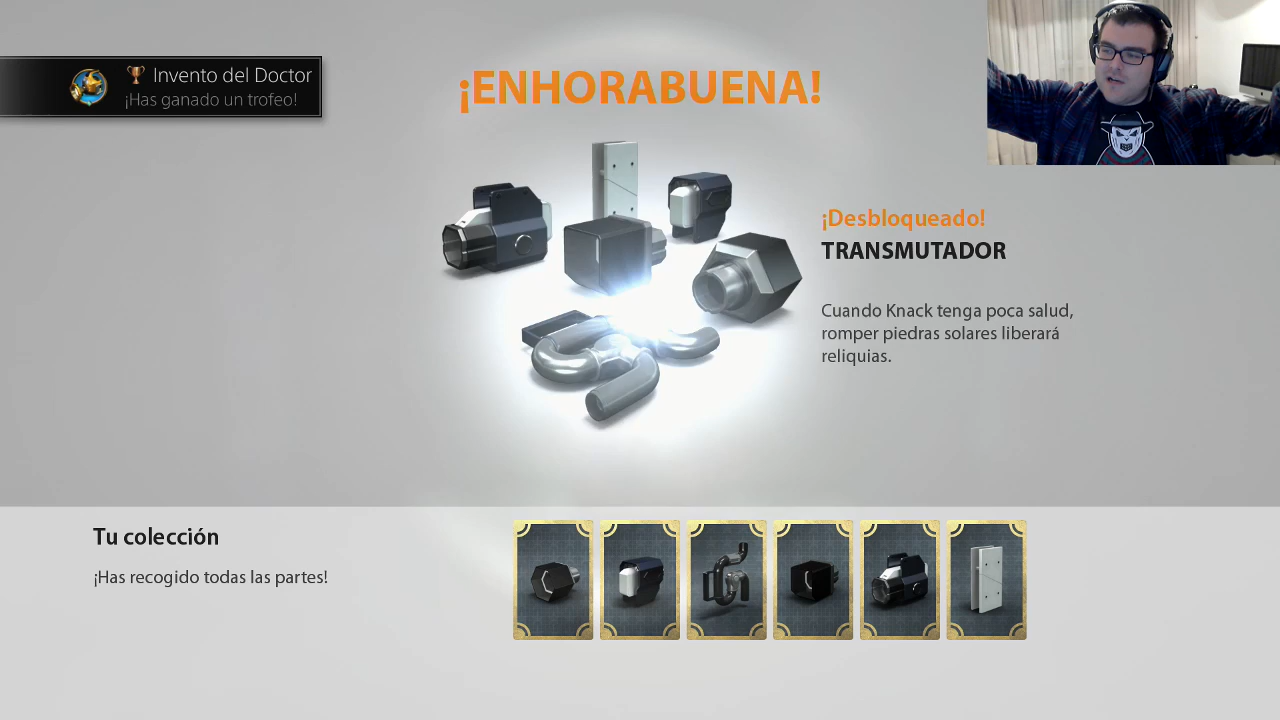 Invento del Doctor
¡Has ganado un trofeo!
¡ENHORABUENA!
¡Desbloqueado!
TRANSMUTADOR
Cuando Knack tenga poca salud,
romper piedras solares liberará
reliquias.
Tu colección
¡Has recogido todas las partes!